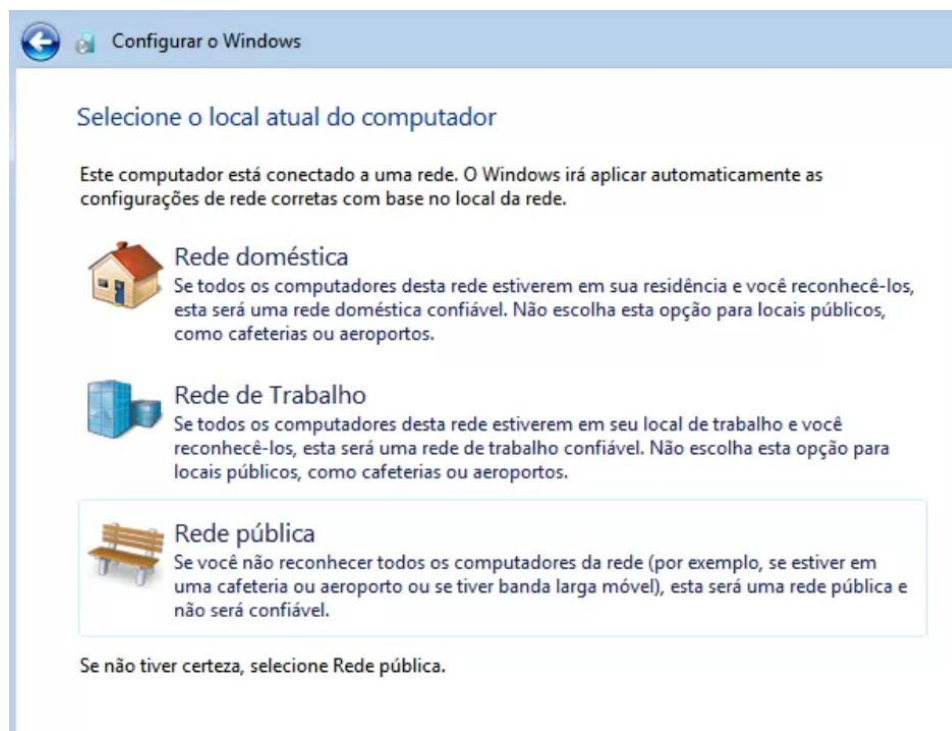 Configurar o Windows
Selecione o local atual do computador
Este computador está conectado a uma rede. O Windows irá aplicar automaticamente as
configurações de rede corretas com base no local da rede.
Rede doméstica
Se todos os computadores desta rede estiverem em sua residência e você reconhecê-los,
esta será uma rede doméstica confiável. Não escolha esta opção para locais públicos,
como cafeterias ou aeroportos.
Rede de Trabalho
Se todos os computadores desta rede estiverem em seu local de trabalho e você
reconhecê-los, esta será uma rede de trabalho confiável. Não escolha esta opção para
locais públicos, como cafeterias ou aeroportos.
Rede pública
Se você não reconhecer todos os computadores da rede (por exemplo, se estiver em
uma cafeteria ou aeroporto ou se tiver banda larga móvel), esta será uma rede pública e
não será confiável.
Se não tiver certeza, selecione Rede pública.